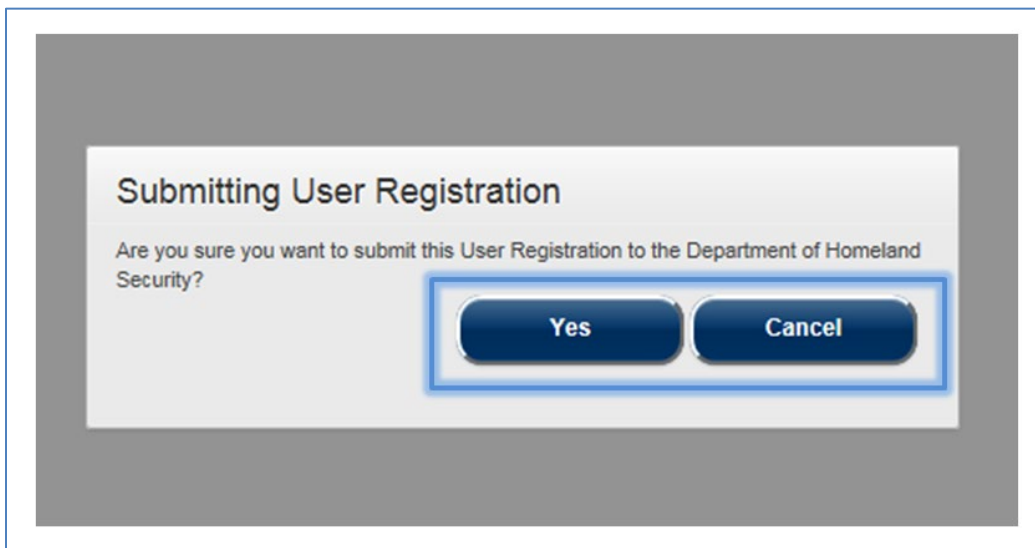 Submitting User Registration
Are you sure you want to submit this User Registration to the Department of Homeland
Security?
Yes Cancel